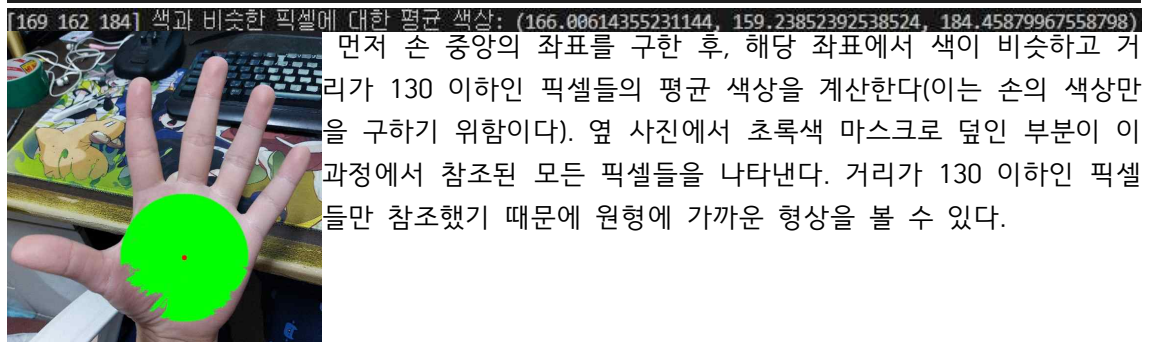 [169 162 184] 색과 비슷한 픽셀에 대한 평균 색상: (166.00614355231144, 159.23852392538524, 184.45879967558798)
먼저 손 중앙의 좌표를 구한 후, 해당 좌표에서 색이 비슷하고 거
리가 130 이하인 픽셀들의 평균 색상을 계산한다(이는 손의 색상만
을 구하기 위함이다). 옆 사진에서 초록색 마스크로 덮인 부분이 이
과정에서 참조된 모든 픽셀들을 나타낸다. 거리가 130 이하인 픽셀
들만 참조했기 때문에 원형에 가까운 형상을 볼 수 있다.